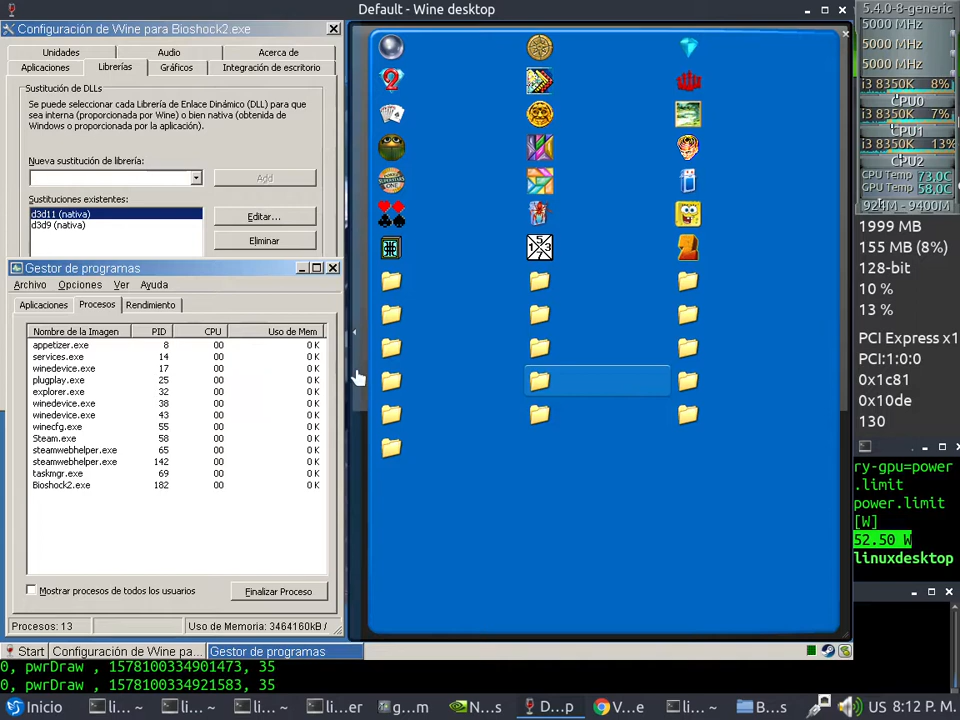 Default - Wine desktop
Configuración de Wine para Bioshock2.exe
Unidades
Audio
Acerca de
Aplicaciones
Librerías
Gráficos
Integración de escritorio
Sustitución de DLLs
Se puede seleccionar cada Librería de Enlace Dinámico (DLL) para que
sea interna (proporcionada por Wine) o bien nativa (obtenida de
Windows o proporcionada por la aplicación).
Nueva sustitución de librería:
Add
Sustituciones existentes:
d3d11 (nativa)
d3d9 (nativa)
Editar...
Eliminar
Gestor de programas
Archivo Opciones Ver Ayuda
Aplicaciones Procesos Rendimiento
Nombre de la Imagen PID CPU Uso de Mem
appetizer.exe 8 00 0 K
services.exe 14 00 0 K
winedevice.exe 17 00 0 K
plugplay.exe 25 00 0 K
explorer.exe 32 00 0 K
winedevice.exe 38 00 0 K
winedevice.exe 43 00 0 K
winecfg.exe 55 00 0 K
Steam.exe 58 00 0 K
steamwebhelper.exe 65 00 0 K
steamwebhelper.exe 142 00 0 K
taskmgr.exe 69 00 0 K
Bioshock2.exe 182 00 0 K
Mostrar procesos de todos los usuarios
Finalizar Proceso
Procesos: 13
Uso de Memoria: 3464160kB /
Start
Configuración de Wine pa...
Gestor de programas
0, pwrDraw , 1578100334901473, 35
0, pwrDraw , 1578100334921583, 35
5.4.0-8-generic
5000 MHz
5000 MHz
5000 MHz
i3 8350K 8%
CPU0
i3 8350K 7%
CPU1
i3 8350K 13%
CPU2
CPU Temp 73.0C
GPU Temp 58.0C
924M - 9400M
1999 MB
155 MB (8%)
128-bit
10 %
13 %
PCI Express x1
PCI:1:0:0
0x1c81
0x10de
130
ry-gpu=power
.limit
power.limit
[W]
52.50 W
linuxdesktop
Inicio
li... ~
li... ~
li... ~
li...er
g...m
N...s
D...p
V...e
li... ~
B...s
US 8:12 P. M.